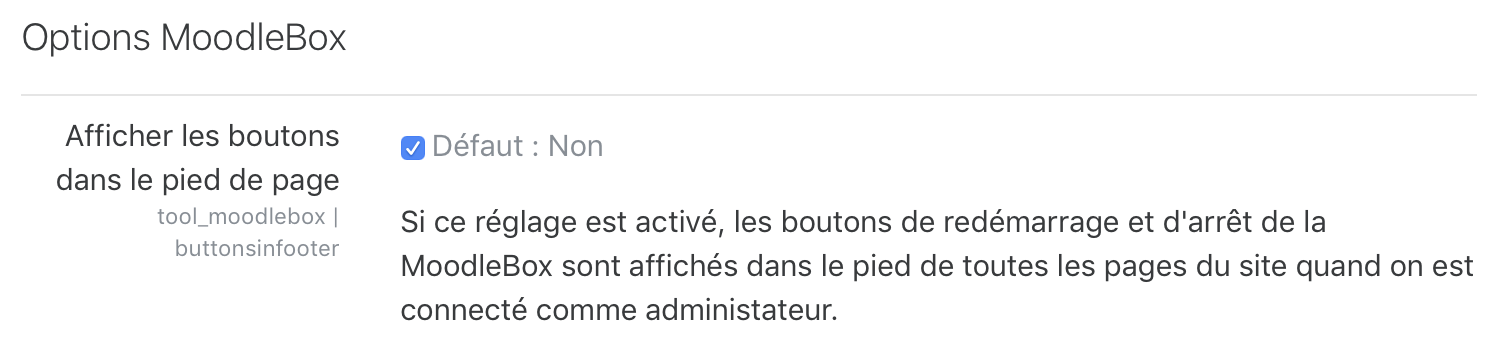 Options MoodleBox
Afficher les boutons
dans le pied de page
tool_moodlebox |
buttonsinfooter
Défaut : Non
Si ce réglage est activé, les boutons de redémarrage et d'arrêt de la
MoodleBox sont affichés dans le pied de toutes les pages du site quand on est
connecté comme administateur.